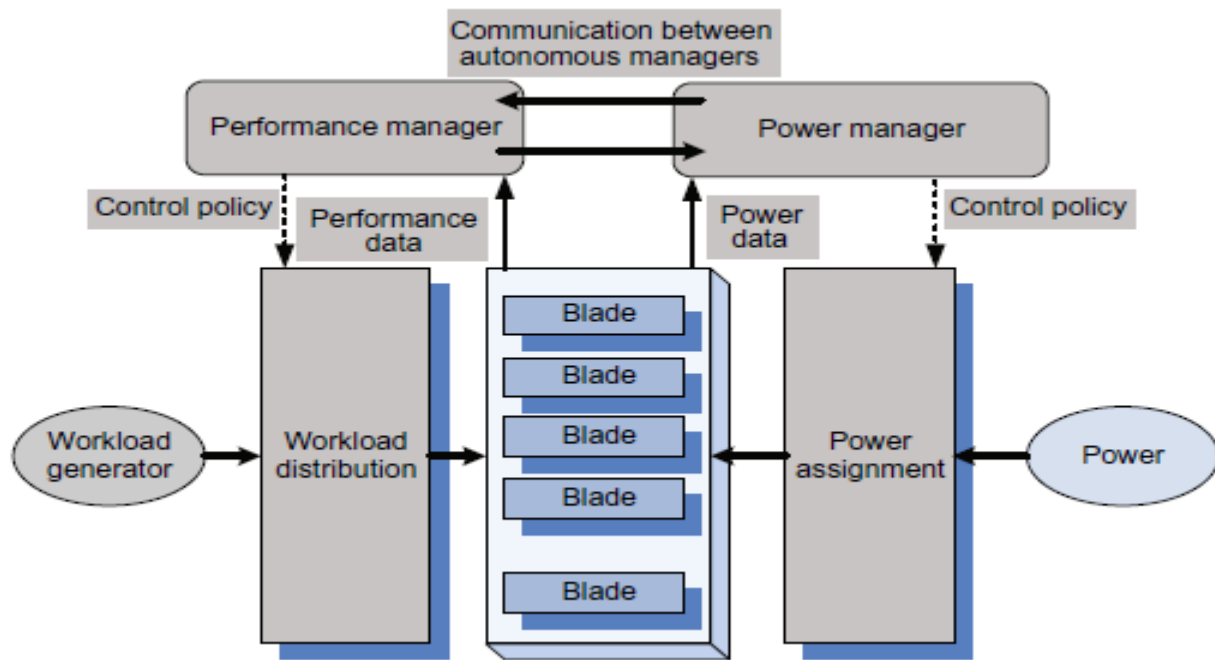 Communication between
autonomous managers
Performance manager
Power manager
Control policy
Performance
data
Power
data
Control policy
Blade
Blade
Blade
Blade
Blade
Workload
generator
Workload
distribution
Power
assignment
Power